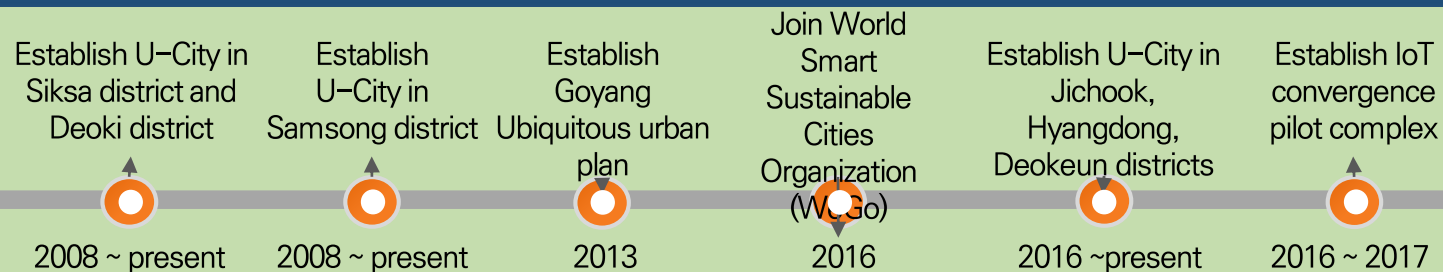 Establish U-City in
Siksa district and
Deoki district
2008 ~ present
Establish
U-City in
Samsong district
2008 ~ present
Establish
Goyang
Ubiquitous urban
plan
2013
Join World
Smart
Sustainable
Cities
Organization
(WeGo)
2016
Establish U-City in
Jichook,
Hyangdong,
Deokeun districts
2016 ~present
Establish IoT
convergence
pilot complex
2016 ~ 2017